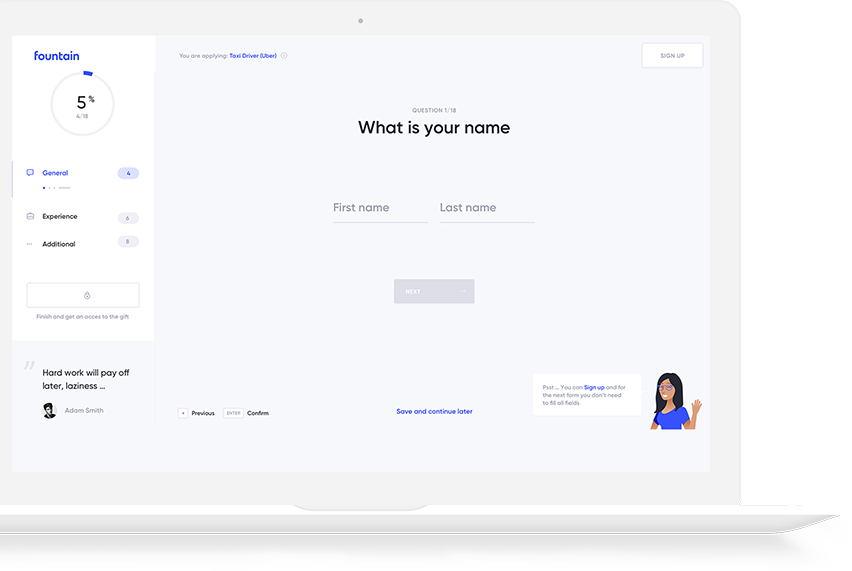 fountain
5 %
4/18
General
4
Experience
6
Additional
8
Finish and get an acces to the gift
Hard work will pay off
later, laziness ...
Adam Smith
You are applying: Taxi Driver (Uber)
SIGN UP
QUESTION 1/18
What is your name
First name
Last name
NEXT
Previous
ENTER
Confirm
Save and continue later
Psst ... You can Sign up and for
the next form you don't need
to fill all fields